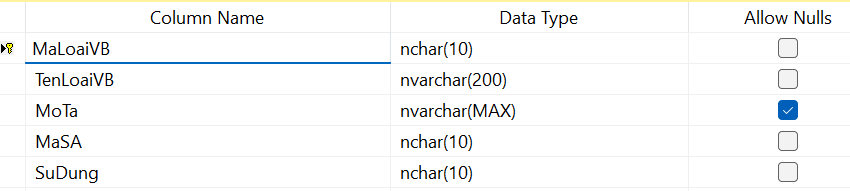 Column Name Data Type Allow Nulls
MaLoaiVB nchar(10)
TenLoaiVB nvarchar(200)
MoTa nvarchar(MAX)
MaSA nchar(10)
SuDung nchar(10)